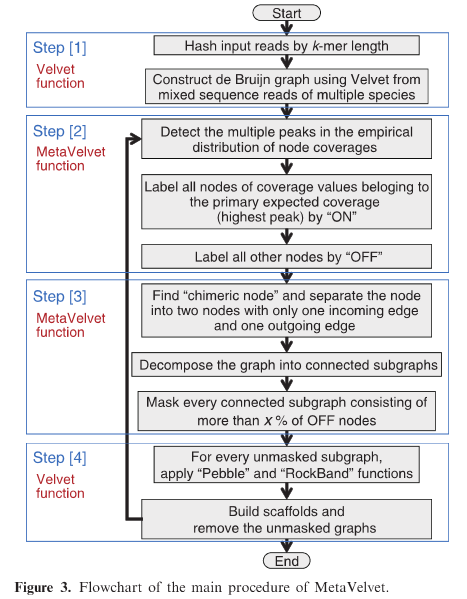 Start
Step [1]
Velvet
function
Hash input reads by k-mer length
Construct de Bruijn graph using Velvet from
mixed sequence reads of multiple species
Step [2]
MetaVelvet
function
Detect the multiple peaks in the empirical
distribution of node coverages
Label all nodes of coverage values beloging to
the primary expected coverage
(highest peak) by “ON”
Label all other nodes by “OFF”
Step [3]
MetaVelvet
function
Find “chimeric node” and separate the node
into two nodes with only one incoming edge
and one outgoing edge
Decompose the graph into connected subgraphs
Mask every connected subgraph consisting of
more than x % of OFF nodes
Step [4]
Velvet
function
For every unmasked subgraph,
apply “Pebble” and “RockBand” functions
Build scaffolds and
remove the unmasked graphs
End
Figure 3. Flowchart of the main procedure of MetaVelvet.